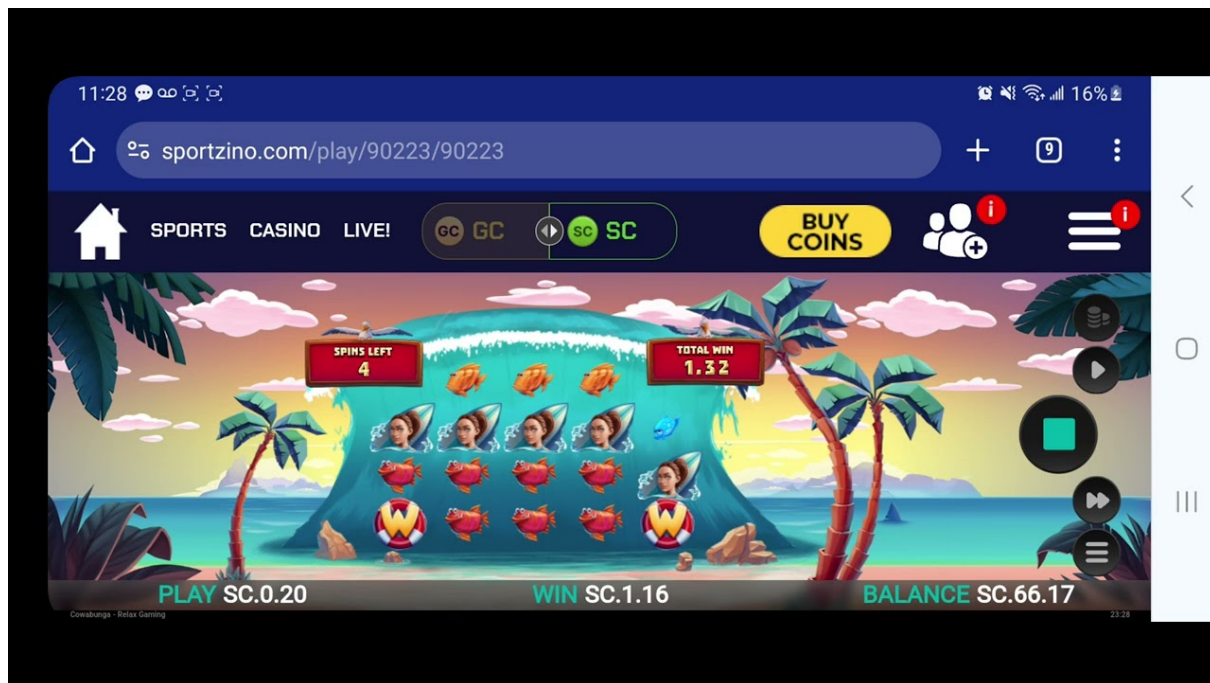 11:28 16%
sportzino.com/play/90223/90223 9
SPORTS CASINO LIVE! GC GC SC SC BUY COINS i i
SPINS LEFT
4
TOTAL WIN
1.32
W W
PLAY SC.0.20 WIN SC.1.16 BALANCE SC.66.17
Cowabunga - Relax Gaming 23:28